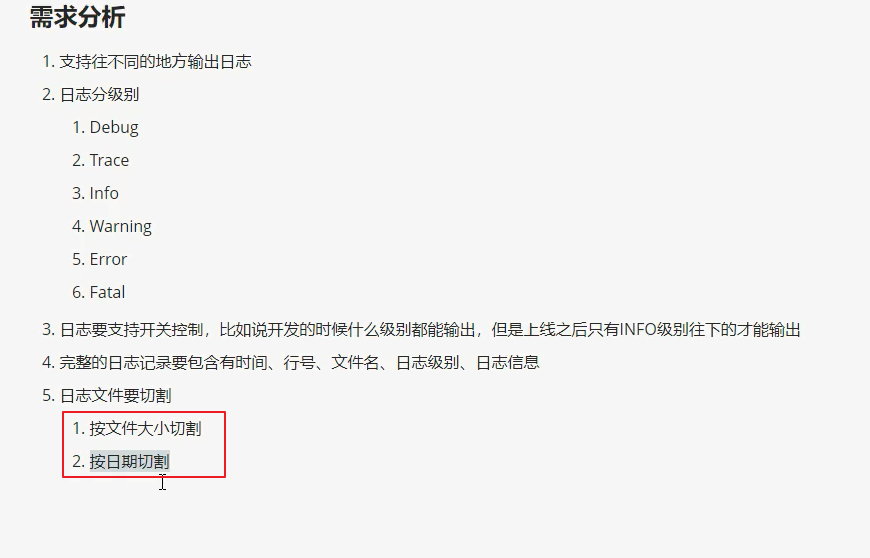 需求分析
1. 支持往不同的地方输出日志
2. 日志分级别
1. Debug
2. Trace
3. Info
4. Warning
5. Error
6. Fatal
3. 日志要支持开关控制，比如说开发的时候什么级别都能输出，但是上线之后只有INFO级别往下的才能输出
4. 完整的日志记录要包含有时间、行号、文件名、日志级别、日志信息
5. 日志文件要切割
1. 按文件大小切割
2. 按日期切割